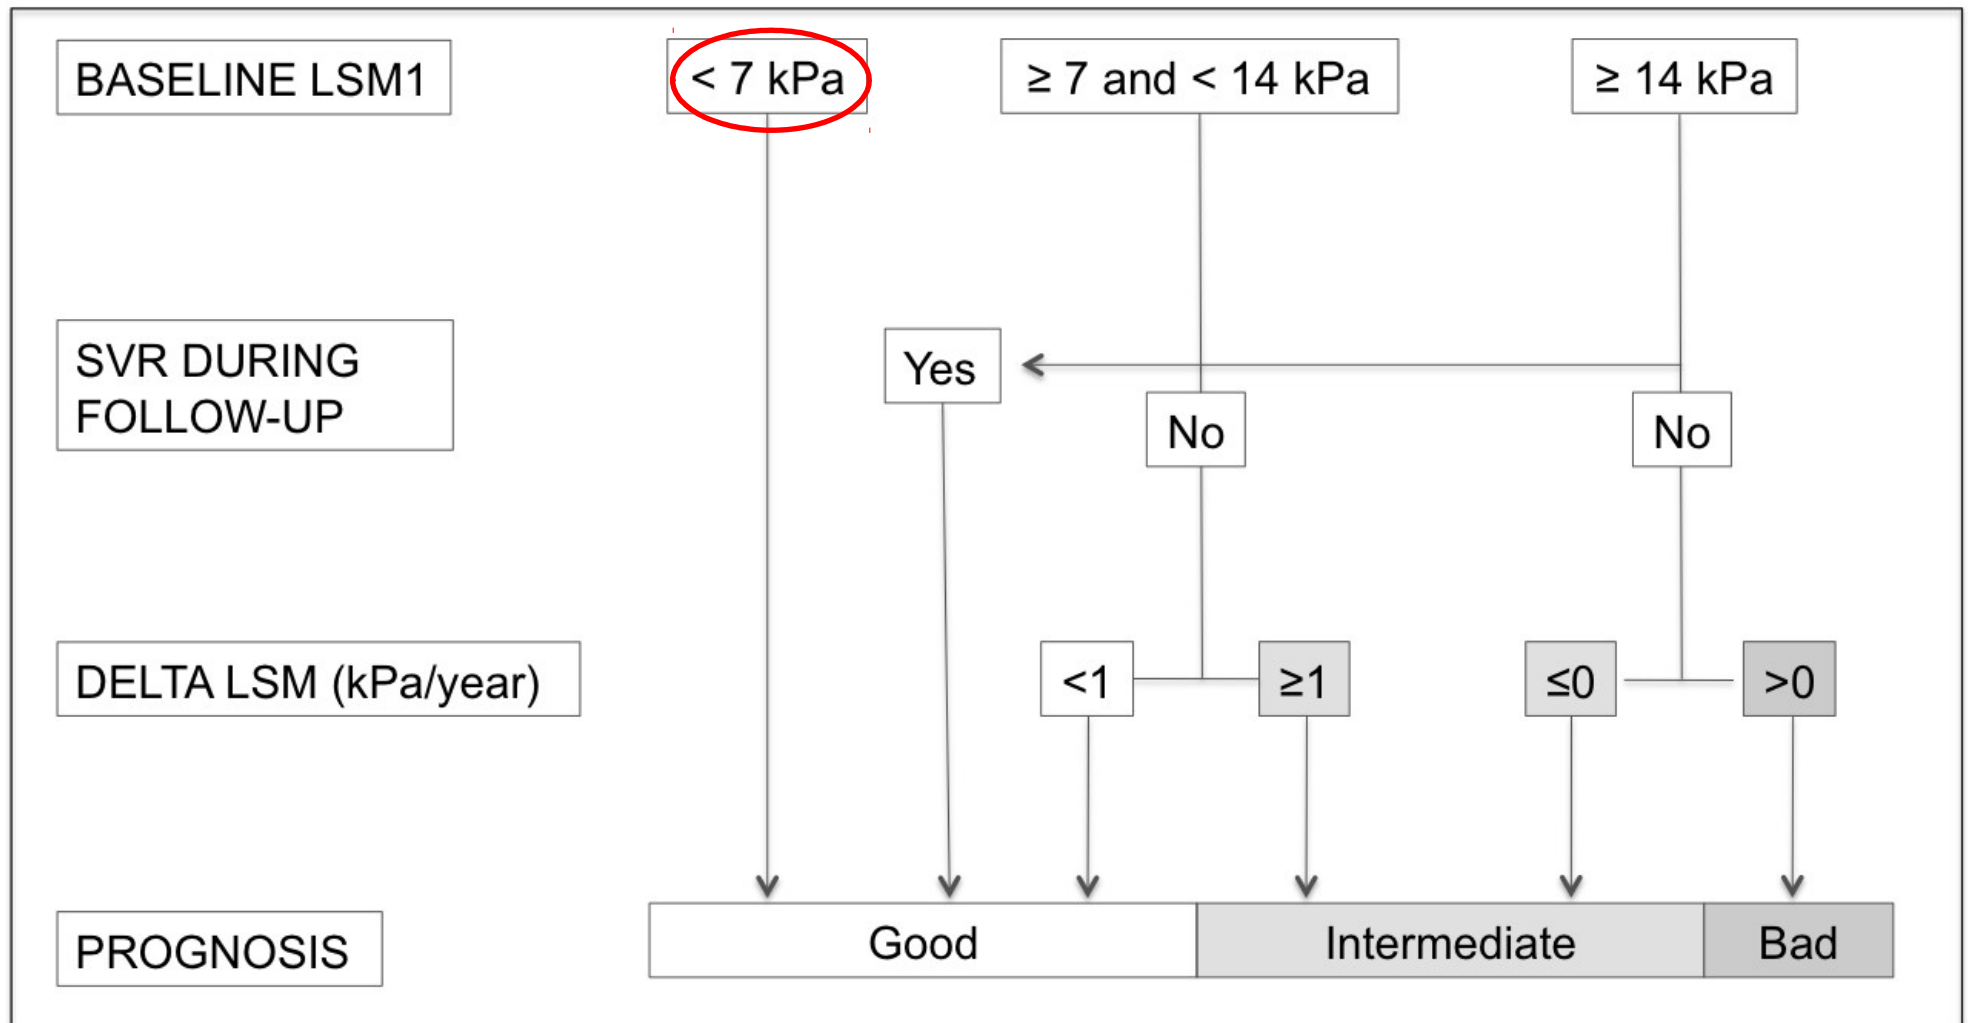 BASELINE LSM1
< 7 kPa
≥ 7 and < 14 kPa
≥ 14 kPa
SVR DURING
FOLLOW-UP
Yes
No
No
DELTA LSM (kPa/year)
<1
≥1
≤0
>0
PROGNOSIS
Good
Intermediate
Bad